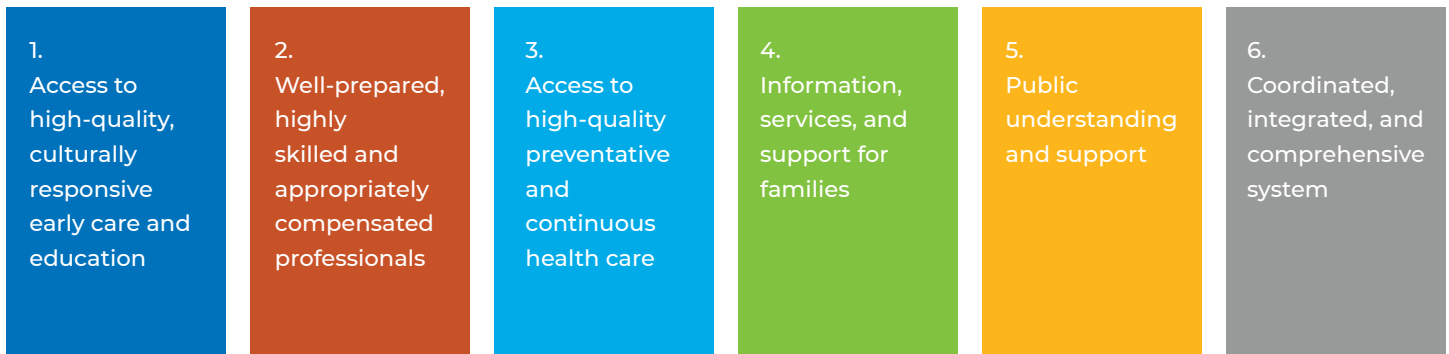 1.
Access to
high-quality,
culturally
responsive
early care and
education
2.
Well-prepared,
highly
skilled and
appropriately
compensated
professionals
3.
Access to
high-quality
preventative
and
continuous
health care
4.
Information,
services, and
support for
families
5.
Public
understanding
and support
6.
Coordinated,
integrated, and
comprehensive
system